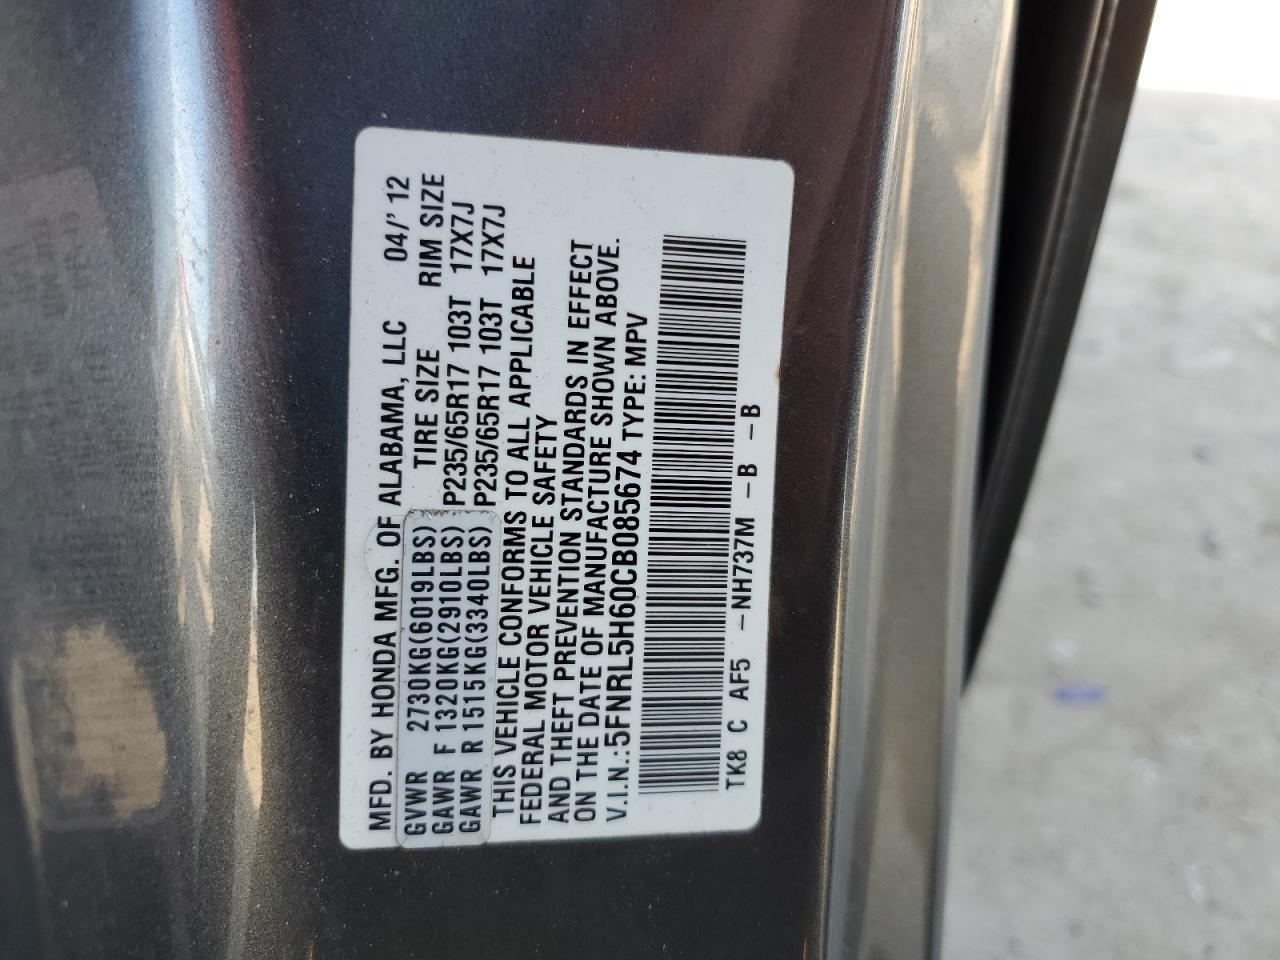 MFD. BY HONDA MFG. OF ALABAMA, LLC 04/'12
TIRE SIZE RIM SIZE
GVWR 2730KG(6019LBS)
GAWR F 1320KG(2910LBS) P235/65R17 103T 17X7J
GAWR R 1515KG(3340LBS) P235/65R17 103T 17X7J
THIS VEHICLE CONFORMS TO ALL APPLICABLE
FEDERAL MOTOR VEHICLE SAFETY
AND THEFT PREVENTION STANDARDS IN EFFECT
ON THE DATE OF MANUFACTURE SHOWN ABOVE.
V.I.N.:5FNRL5H60CB085674 TYPE: MPV
TK8 C AF5 -NH737M -B -B